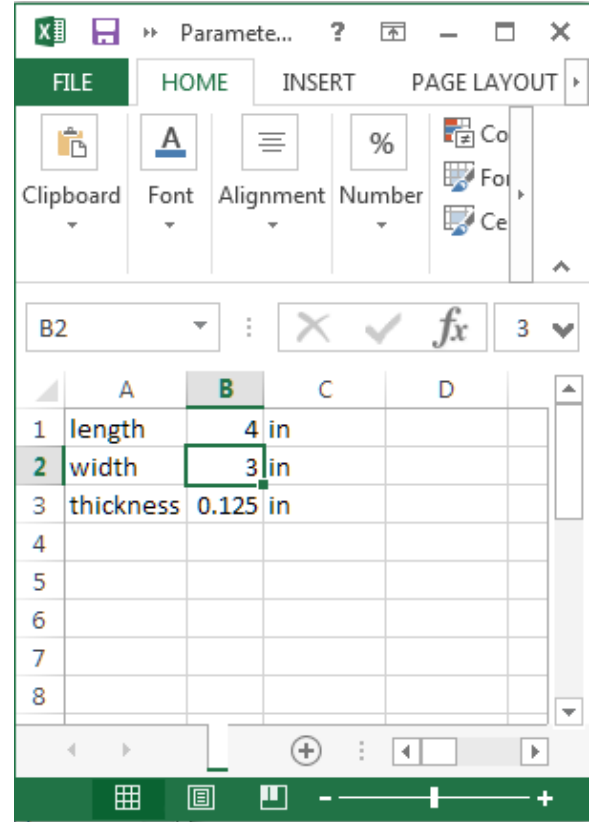 X Paramete... ?
FILE HOME INSERT PAGE LAYOUT
A %
Co
For
Ce
Clipboard Font Alignment Number
B2 fx 3
A B C D
1 length 4 in
2 width 3 in
3 thickness 0.125 in
4
5
6
7
8
- +